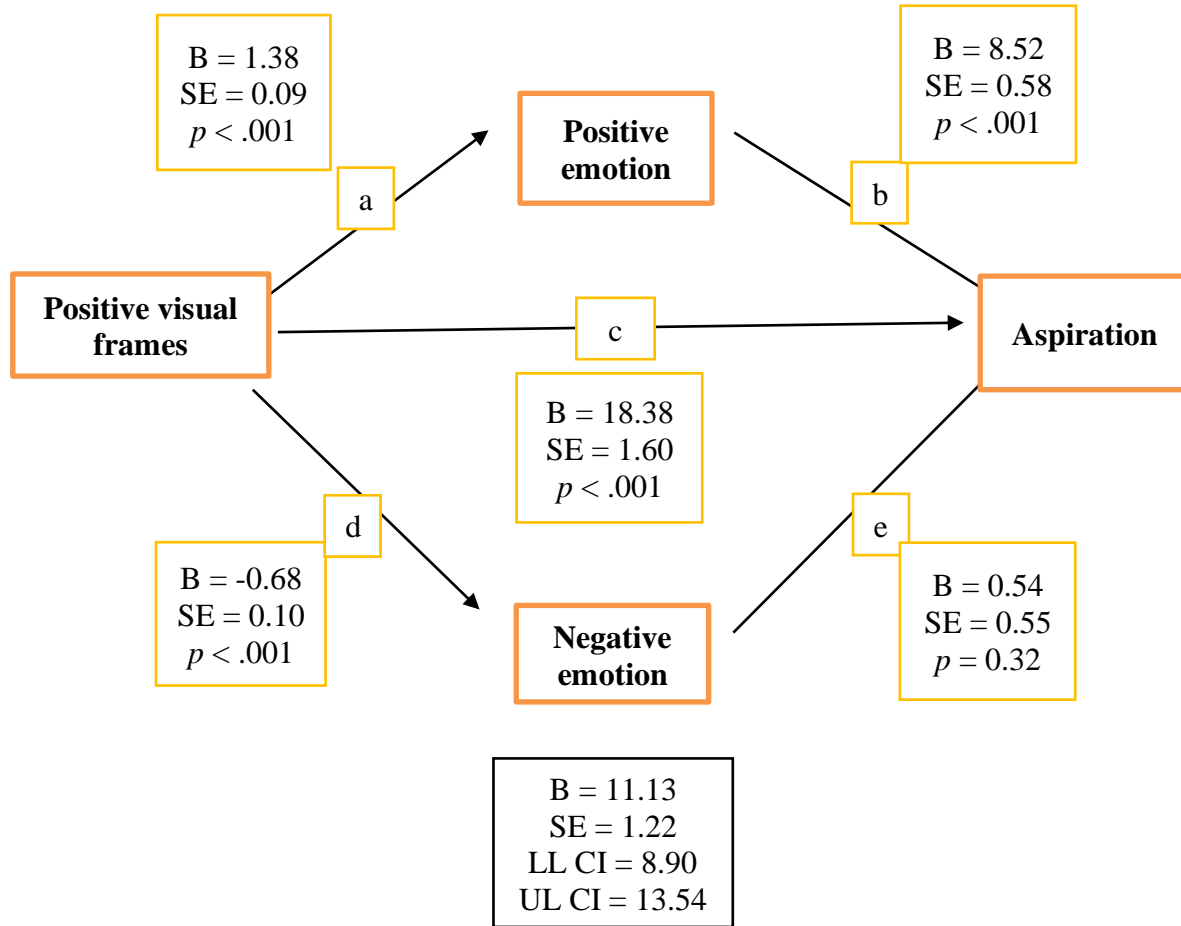 B = 1.38
SE = 0.09
p < .001
B = 8.52
SE = 0.58
p < .001
Positive
emotion
a
b
Positive visual
frames
c
Aspiration
B = 18.38
SE = 1.60
p < .001
d
e
B = -0.68
SE = 0.10
p < .001
B = 0.54
SE = 0.55
p = 0.32
Negative
emotion
B = 11.13
SE = 1.22
LL CI = 8.90
UL CI = 13.54